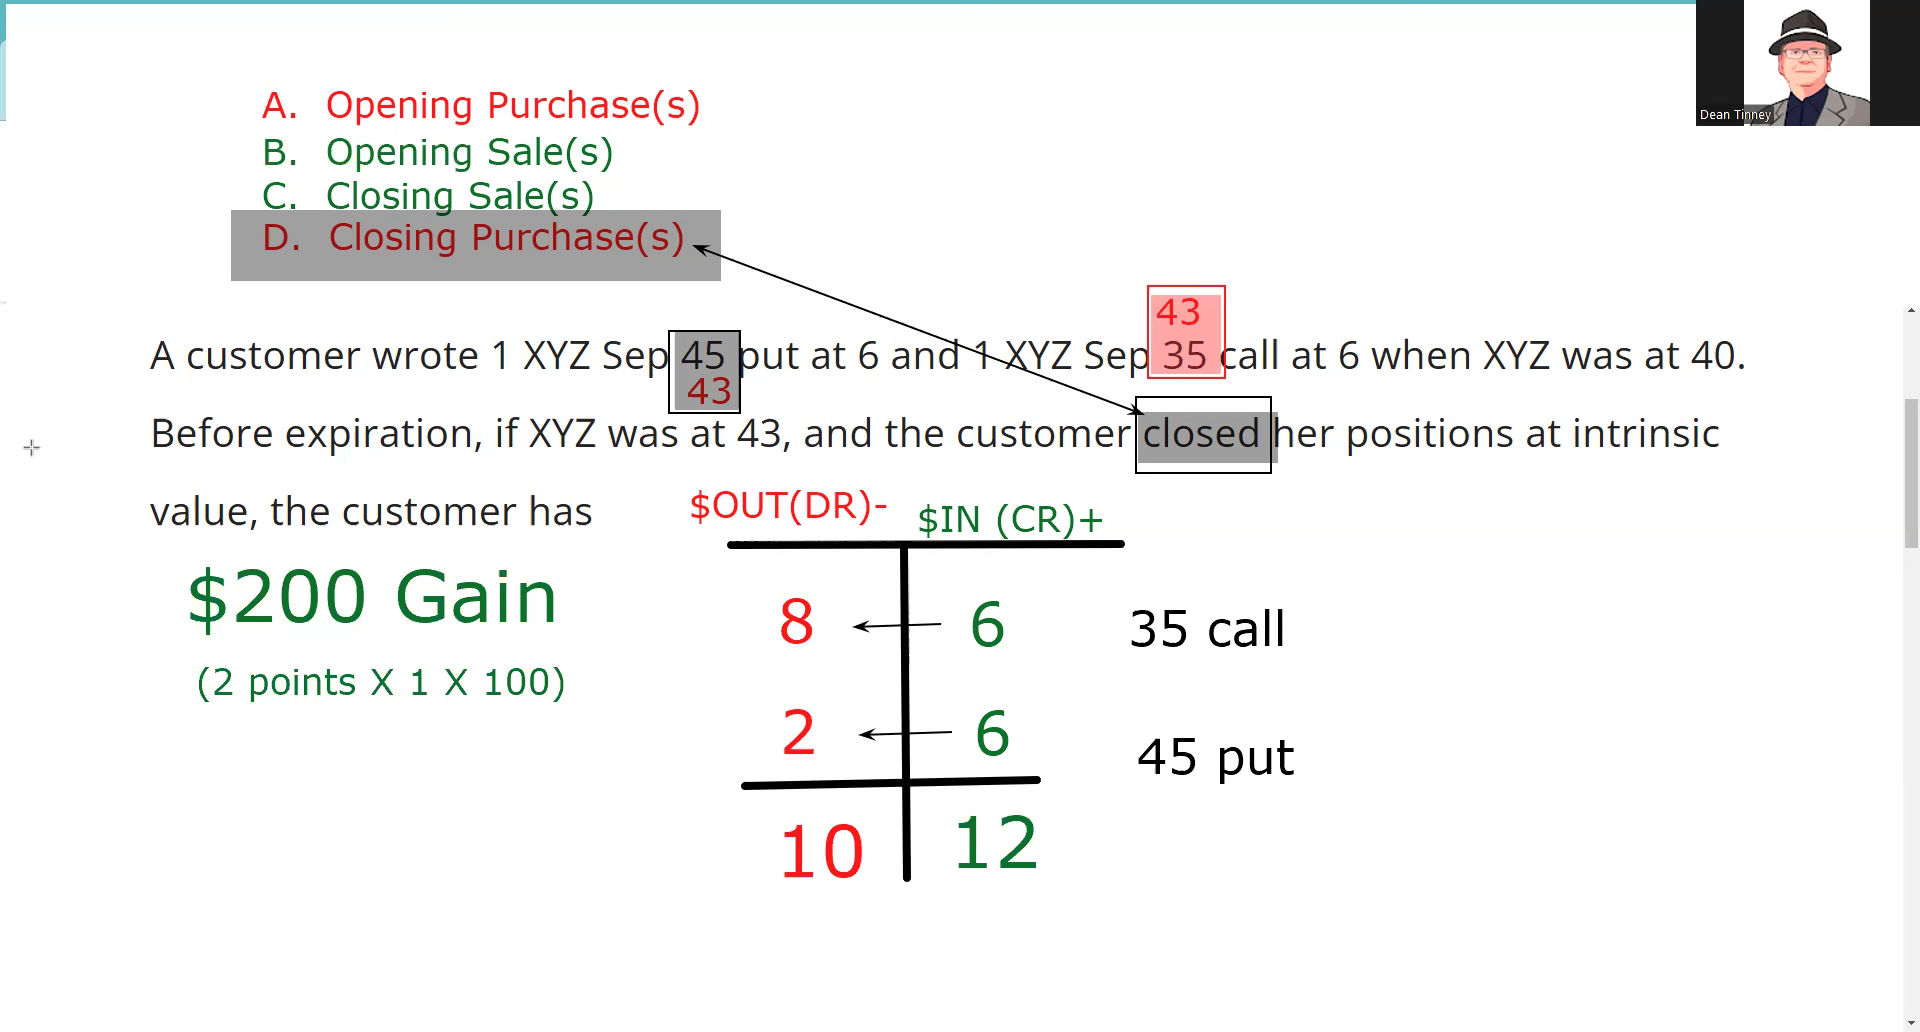 Dean Tinney
A. Opening Purchase(s)
B. Opening Sale(s)
C. Closing Sale(s)
D. Closing Purchase(s)
43
A customer wrote 1 XYZ Sep 45 put at 6 and 1 XYZ Sep 35 call at 6 when XYZ was at 40.
43
Before expiration, if XYZ was at 43, and the customer closed her positions at intrinsic
value, the customer has
$OUT(DR)- $IN (CR)+
$200 Gain
(2 points X 1 X 100)
8 6 35 call
2 6 45 put
10 12